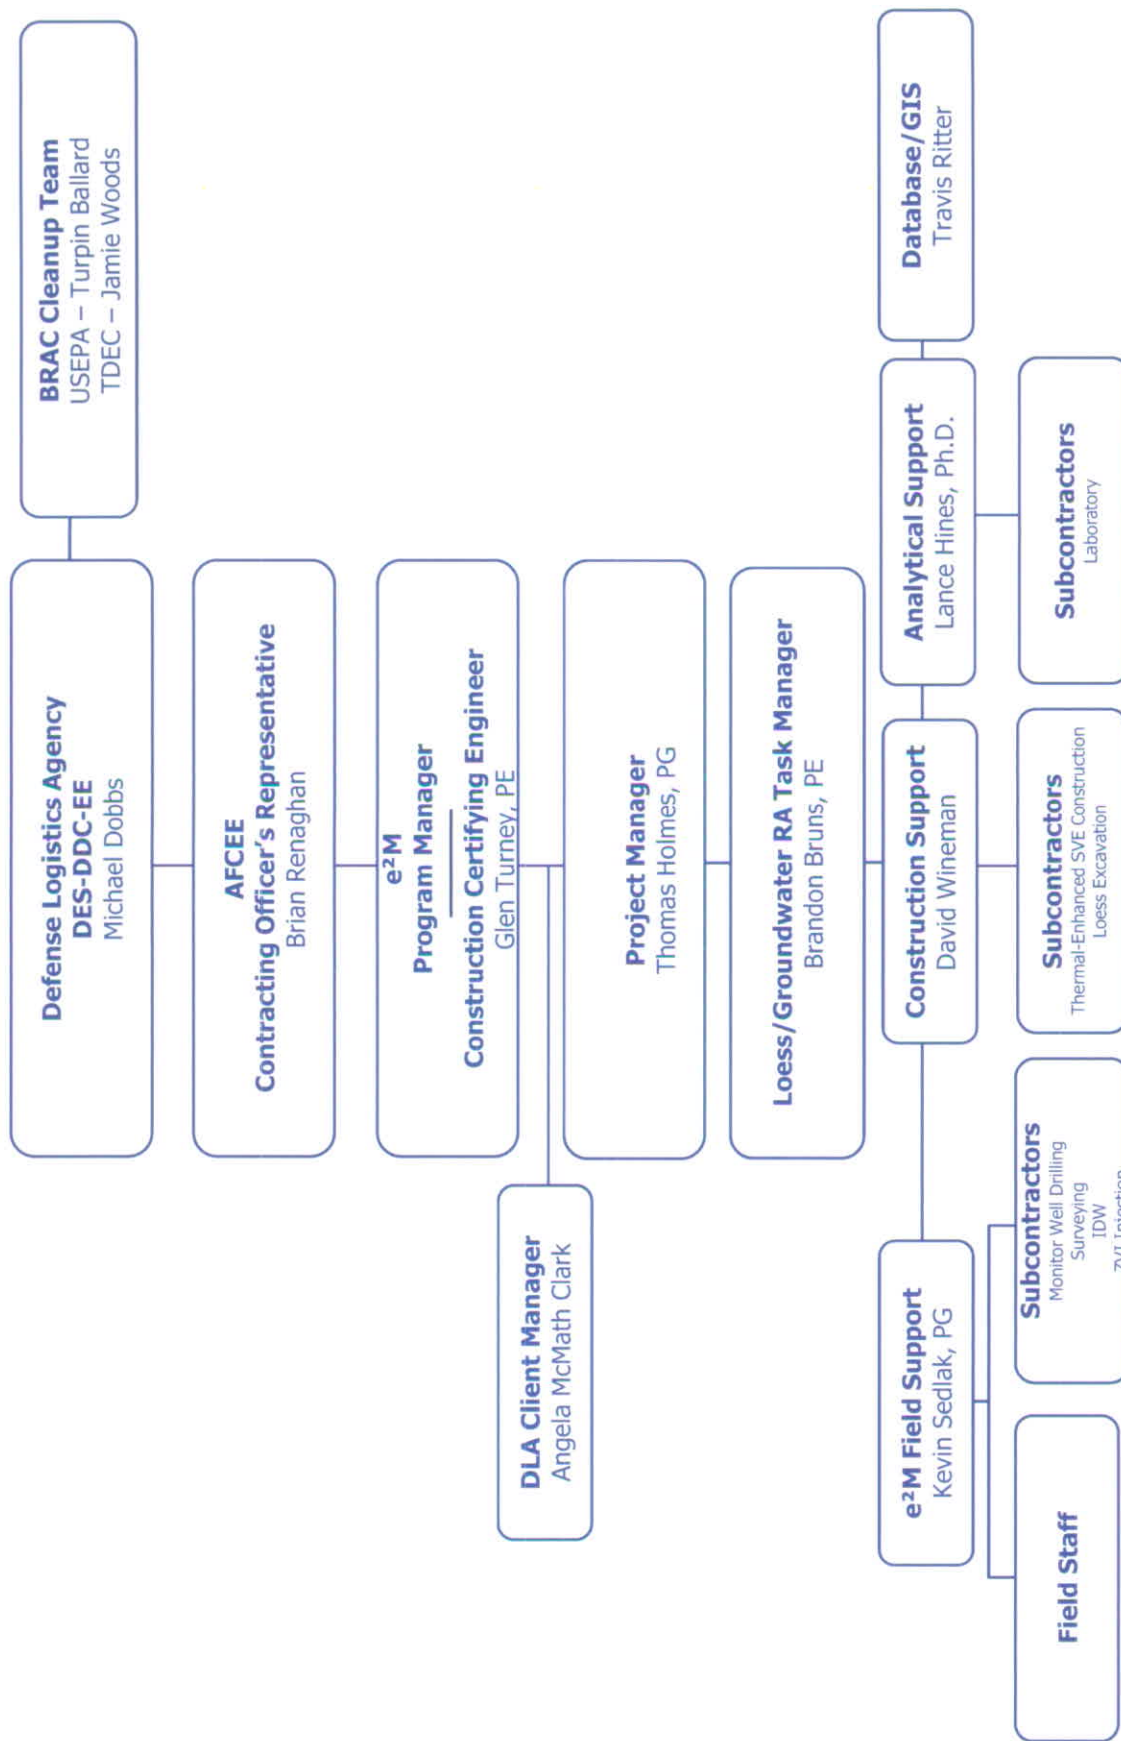 Defense Logistics Agency
DES-DDC-EE
Michael Dobbs
BRAC Cleanup Team
USEPA – Turpin Ballard
TDEC – Jamie Woods
AFCEE
Contracting Officer's Representative
Brian Renaghan
e²M
Program Manager
Construction Certifying Engineer
Glen Turney, PE
DLA Client Manager
Angela McMath Clark
Project Manager
Thomas Holmes, PG
Loess/Groundwater RA Task Manager
Brandon Bruns, PE
e²M Field Support
Kevin Sedlak, PG
Construction Support
David Wineman
Analytical Support
Lance Hines, Ph.D.
Database/GIS
Travis Ritter
Field Staff
Subcontractors
Monitor Well Drilling
Surveying
IDW
ZVI Injection
Subcontractors
Thermal-Enhanced SVE Construction
Loess Excavation
Subcontractors
Laboratory